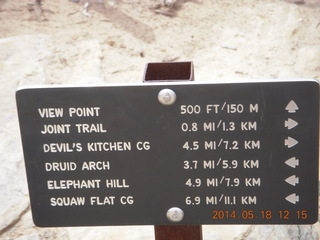 VIEW POINT 500 FT/150 M
JOINT TRAIL 0.8 MI/1.3 KM
DEVIL'S KITCHEN CG 4.5 MI/7.2 KM
DRUID ARCH 3.7 MI/5.9 KM
ELEPHANT HILL 4.9 MI/7.9 KM
SQUAW FLAT CG 6.9 MI/11.1 KM
2014.05.18 12:15